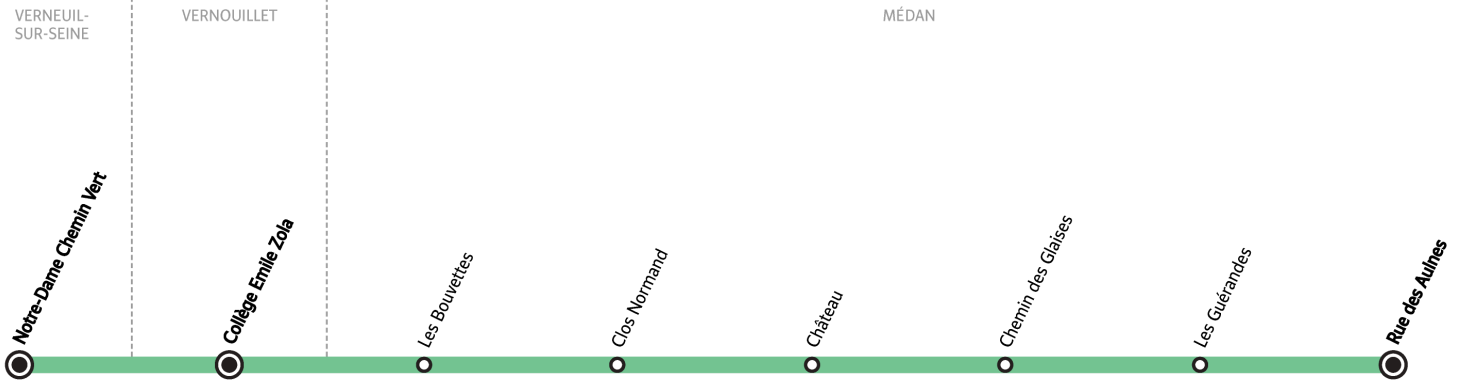 VERNEUIL-
SUR-SEINE
VERNOUILLET
MÉDAN
Notre-Dame Chemin Vert
Collège Emile Zola
Les Bouvettes
Clos Normand
Château
Chemin des Glaises
Les Guérandes
Rue des Aulnes